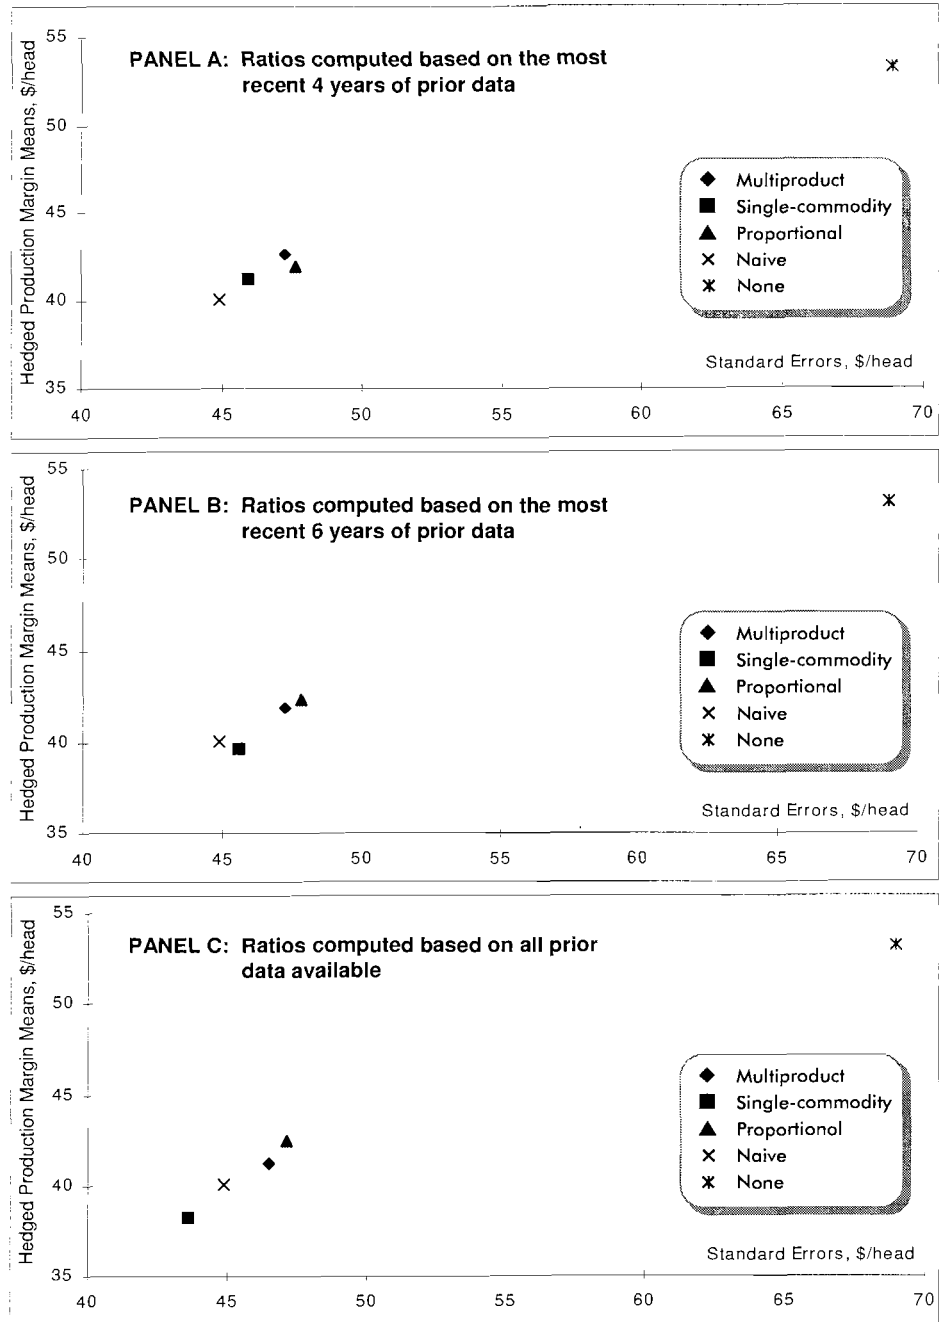 Hedged Production Margin Means, $/head
55
50
45
40
35
PANEL A: Ratios computed based on the most
recent 4 years of prior data
Multiproduct
Single-commodity
Proportional
Naive
None
Standard Errors, $/head
40 45 50 55 60 65 70
Hedged Production Margin Means, $/head
55
50
45
40
35
PANEL B: Ratios computed based on the most
recent 6 years of prior data
Multiproduct
Single-commodity
Proportional
Naive
None
Standard Errors, $/head
40 45 50 55 60 65 70
Hedged Production Margin Means, $/head
55
50
45
40
35
PANEL C: Ratios computed based on all prior
data available
Multiproduct
Single-commodity
Proportional
Naive
None
Standard Errors, $/head
40 45 50 55 60 65 70